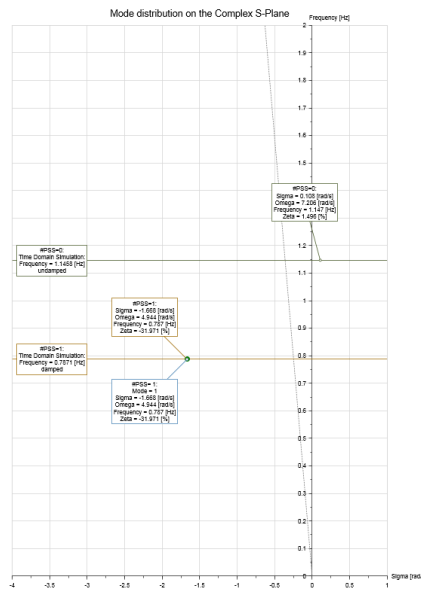 Mode distribution on the Complex S-Plane
Frequency [Hz]
2
1.9
1.8
1.7
1.6
1.5
1.4
#PSS=0:
Sigma = 0.108 [rad/s]
Omega = 7.206 [rad/s]
Frequency = 1.147 [Hz]
Zeta = 1.496 [%]
1.2
#PSS=0:
Time Domain Simulation:
Frequency = 1.1458 [Hz]
undamped
1.1
1
#PSS=1:
Sigma = -1.668 [rad/s]
Omega = 4.944 [rad/s]
Frequency = 0.787 [Hz]
Zeta = -31.971 [%]
0.9
#PSS=1:
Time Domain Simulation:
Frequency = 0.7871 [Hz]
damped
0.8
#PSS= 1:
Mode = 1
Sigma = -1.668 [rad/s]
Omega = 4.944 [rad/s]
Frequency = 0.787 [Hz]
Zeta = -31.971 [%]
0.7
0.6
0.5
0.4
0.3
0.2
0.1
0
Sigma [rad
-4 -3.5 -3 -2.5 -2 -1.5 -1 -0.5 0 0.5 1